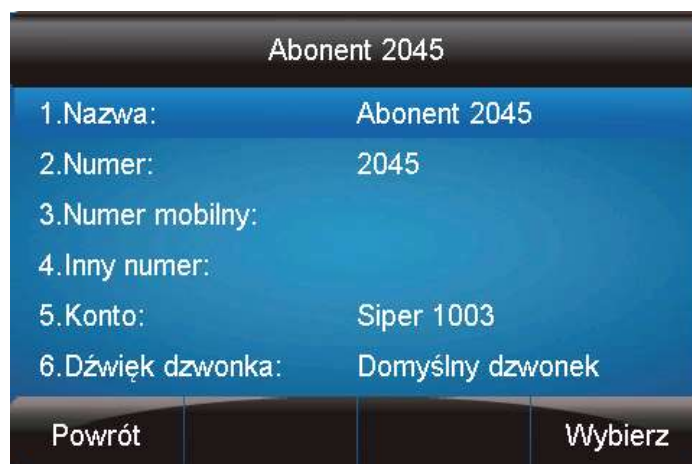 Abonent 2045
1.Nazwa: Abonent 2045
2.Numer: 2045
3.Numer mobilny:
4.Inny numer:
5.Konto: Siper 1003
6.Dźwięk dzwonka: Domyślny dzwonek
Powrót Wybierz